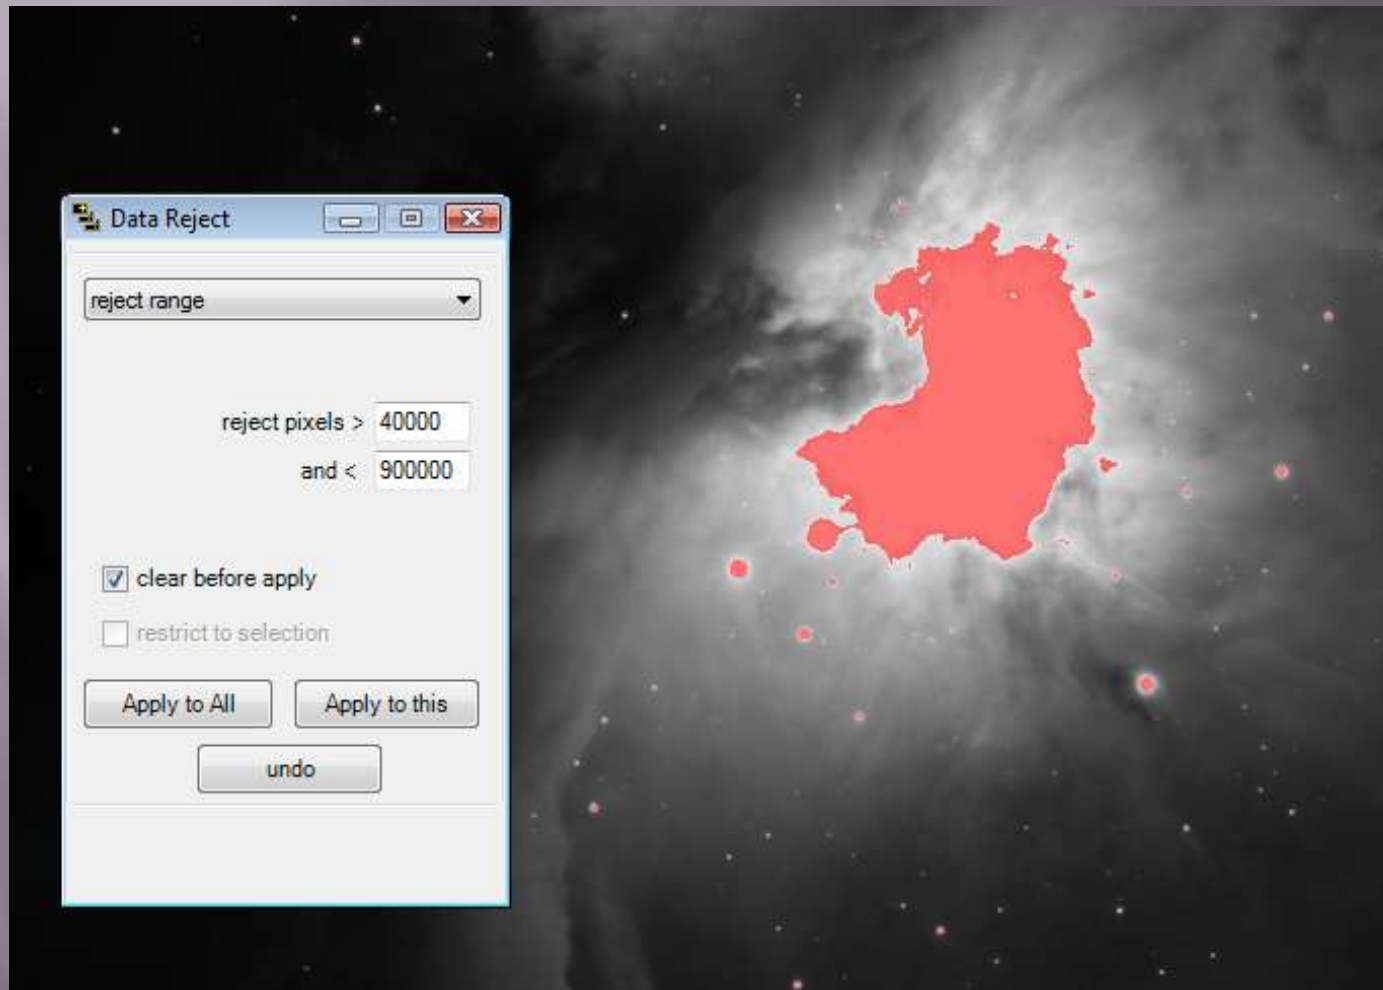 Data Reject
reject range
reject pixels > 40000
and < 900000
clear before apply
restrict to selection
Apply to All
Apply to this
undo